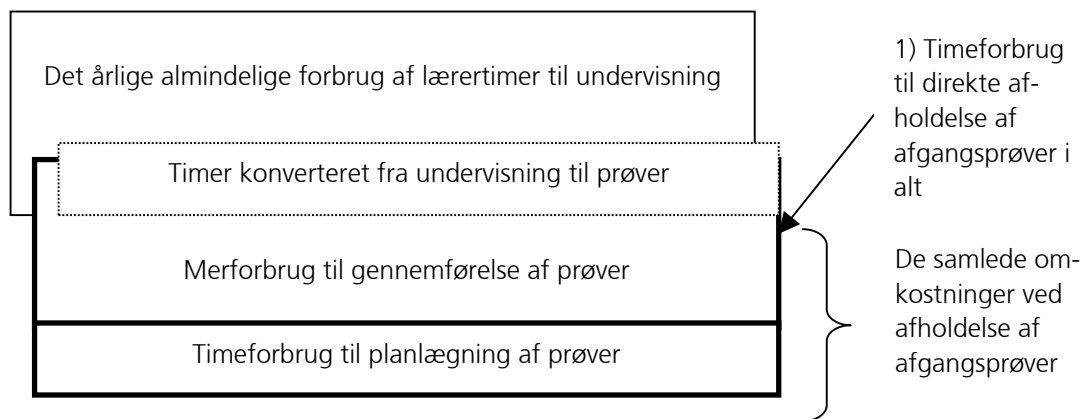 Det årlige almindelige forbrug af lærertimer til undervisning
Timer konverteret fra undervisning til prøver
Merforbrug til gennemførelse af prøver
Timeforbrug til planlægning af prøver
1) Timeforbrug
til direkte af-
holdelse af
afgangsprøver i
alt
De samlede om-
kostninger ved
afholdelse af
afgangsprøver